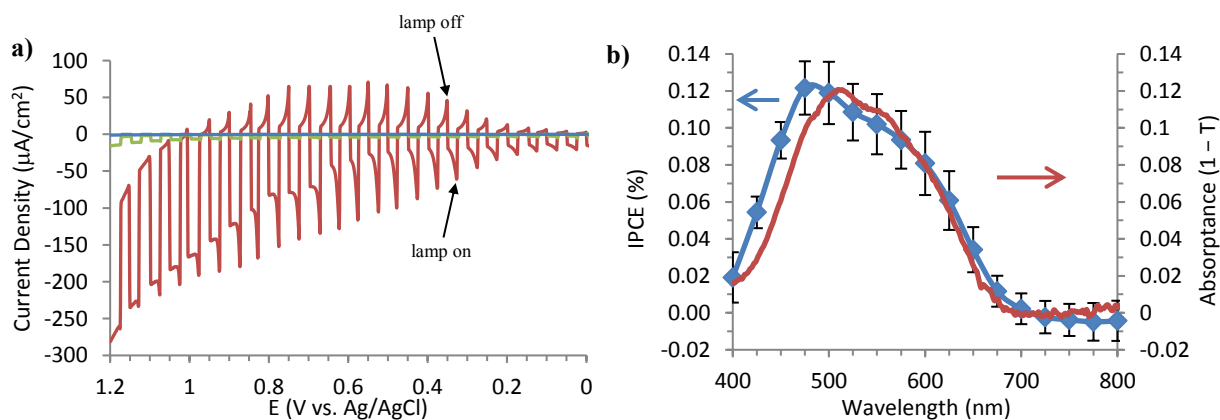 a)
lamp off
lamp on
100
50
0
-50
-100
-150
-200
-250
-300
1.2 1 0.8 0.6 0.4 0.2 0
Current Density (µA/cm²)
E (V vs. Ag/AgCl)
b)
0.14
0.12
0.10
0.08
0.06
0.04
0.02
0.00
-0.02
IPCE (%)
400 500 600 700 800
Wavelength (nm)
0.14
0.12
0.1
0.08
0.06
0.04
0.02
0
-0.02
Absorptance (1 – T)